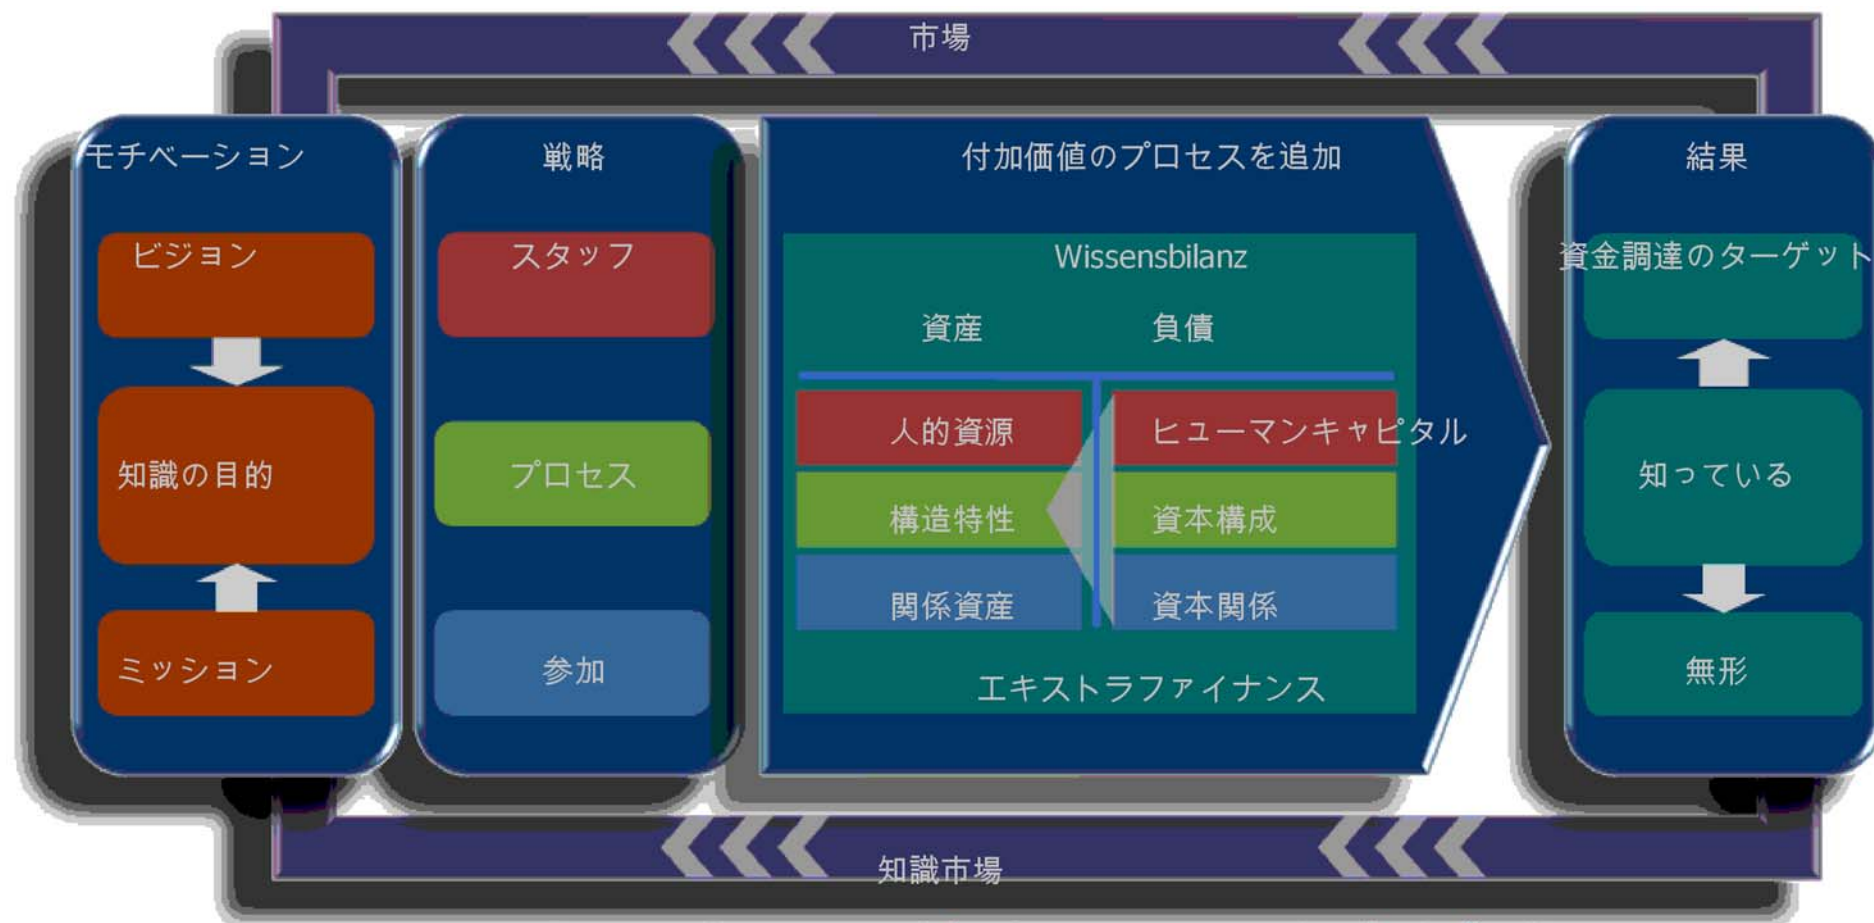 市場
モチベーション
ビジョン
知識の目的
ミッション
戦略
スタッフ
プロセス
参加
付加価値のプロセスを追加
Wissensbilanz
資産 負債
人的資源 ヒューマンキャピタル
構造特性 資本構成
関係資産 資本関係
エキストラファイナンス
結果
資金調達のターゲット
知っている
無形
知識市場